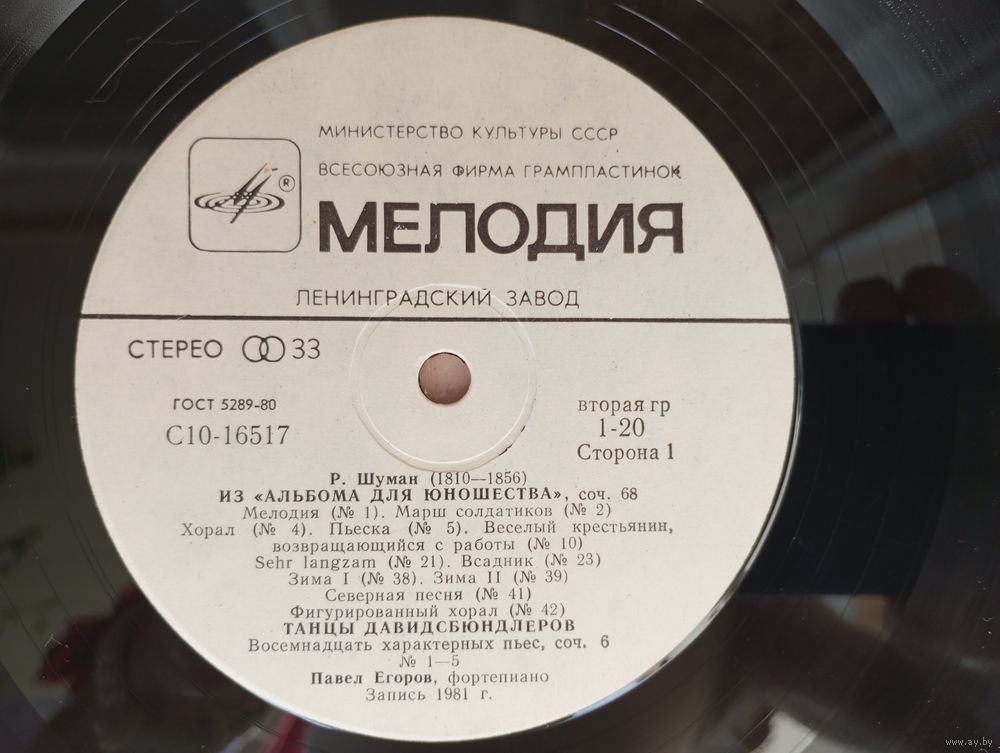 МИНИСТЕРСТВО КУЛЬТУРЫ СССР
ВСЕСОЮЗНАЯ ФИРМА ГРАМПЛАСТИНОК
®
МЕЛОДИЯ
ЛЕНИНГРАДСКИЙ ЗАВОД
СТЕРЕО 33
ГОСТ 5289-80
С10-16517
вторая гр
1-20
Сторона 1
Р. Шуман (1810—1856)
ИЗ «АЛЬБОМА ДЛЯ ЮНОШЕСТВА», соч. 68
Мелодия (№ 1). Марш солдатиков (№ 2)
Хорал (№ 4). Пьеска (№ 5). Веселый крестьянин,
возвращающийся с работы (№ 10)
Sehr langzam (№ 21). Всадник (№ 23)
Зима I (№ 38). Зима II (№ 39)
Северная песня (№ 41)
Фигурированный хорал (№ 42)
ТАНЦЫ ДАВИДСБЮНДЛЕРОВ
Восемнадцать характерных пьес, соч. 6
№ 1—5
Павел Егоров, фортепиано
Запись 1981 г.
www.ay.by